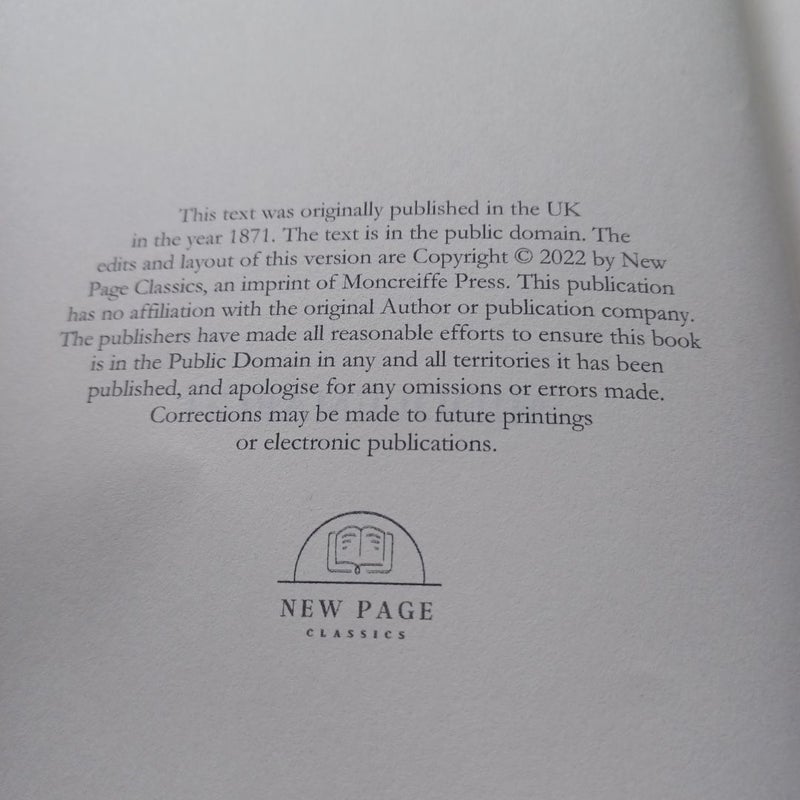 This text was originally published in the UK
in the year 1871. The text is in the public domain. The
edits and layout of this version are Copyright © 2022 by New
Page Classics, an imprint of Moncreiffe Press. This publication
has no affiliation with the original Author or publication company.
The publishers have made all reasonable efforts to ensure this book
is in the Public Domain in any and all territories it has been
published, and apologise for any omissions or errors made.
Corrections may be made to future printings
or electronic publications.
NEW PAGE
CLASSICS